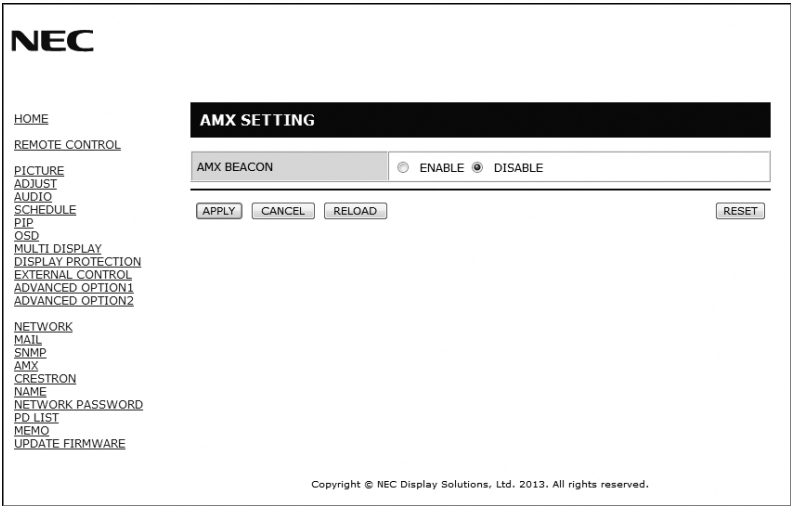 NEC
HOME
REMOTE CONTROL
PICTURE
ADJUST
AUDIO
SCHEDULE
PIP
OSD
MULTI DISPLAY
DISPLAY PROTECTION
EXTERNAL CONTROL
ADVANCED OPTION1
ADVANCED OPTION2
NETWORK
MAIL
SNMP
AMX
CRESTRON
NAME
NETWORK PASSWORD
PD LIST
MEMO
UPDATE FIRMWARE
AMX SETTING
AMX BEACON ENABLE DISABLE
APPLY CANCEL RELOAD RESET
Copyright © NEC Display Solutions, Ltd. 2013. All rights reserved.